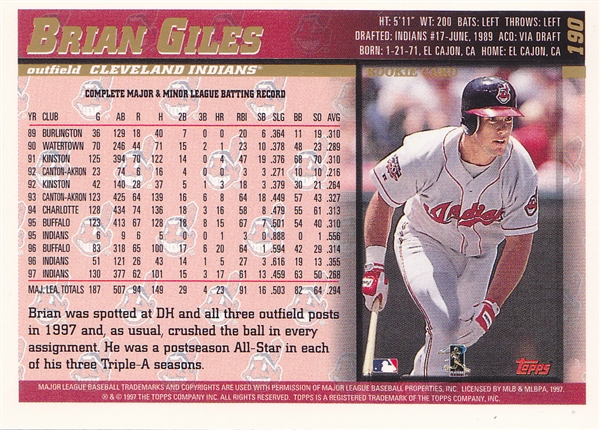 BRIAN GILES
outfield CLEVELAND INDIANS
HT: 5'11" WT: 200 BATS: LEFT THROWS: LEFT
DRAFTED: INDIANS #17-JUNE, 1989 ACQ: VIA DRAFT
BORN: 1-21-71, EL CAJON, CA HOME: EL CAJON, CA
190
ROOKIE CARD
COMPLETE MAJOR & MINOR LEAGUE BATTING RECORD
YR CLUB G AB R H 2B 3B HR RBI SB SLG BB SO AVG
89 BURLINGTON 36 129 18 40 7 0 0 20 6 .364 11 19 .310
90 WATERTOWN 70 246 44 71 15 2 1 23 10 .378 48 23 .289
91 KINSTON 125 394 70 122 14 0 4 47 19 .376 68 70 .310
92 CANTON-AKRON 23 74 6 16 4 0 0 3 3 .270 10 10 .216
92 KINSTON 42 140 28 37 5 1 3 18 3 .379 30 21 .264
93 CANTON-AKRON 123 425 64 139 17 6 8 64 18 .452 57 43 .327
94 CHARLOTTE 128 434 74 136 18 3 16 58 8 .479 55 61 .313
95 BUFFALO 123 413 67 128 18 8 15 67 7 .501 54 40 .310
95 INDIANS 6 9 6 5 0 0 1 3 0 .888 0 1 .556
96 BUFFALO 83 318 65 100 17 6 20 64 1 .594 42 29 .314
96 INDIANS 51 121 26 43 14 1 5 27 3 .612 19 13 .355
97 INDIANS 130 377 62 101 15 3 17 61 13 .459 63 50 .268
MAJ. LEA. TOTALS 187 507 94 149 29 4 23 91 16 .503 82 64 .294
Brian was spotted at DH and all three outfield posts
in 1997 and, as usual, crushed the ball in every
assignment. He was a postseason All-Star in each
of his three Triple-A seasons.
Indians
Topps
MAJOR LEAGUE BASEBALL TRADEMARKS AND COPYRIGHTS ARE USED WITH PERMISSION OF MAJOR LEAGUE BASEBALL PROPERTIES, INC. LICENSED BY MLB & MLBPA, 1997.
® & © 1997 THE TOPPS COMPANY INC. ALL RIGHTS RESERVED. TOPPS IS A REGISTERED TRADEMARK OF THE TOPPS COMPANY, INC.